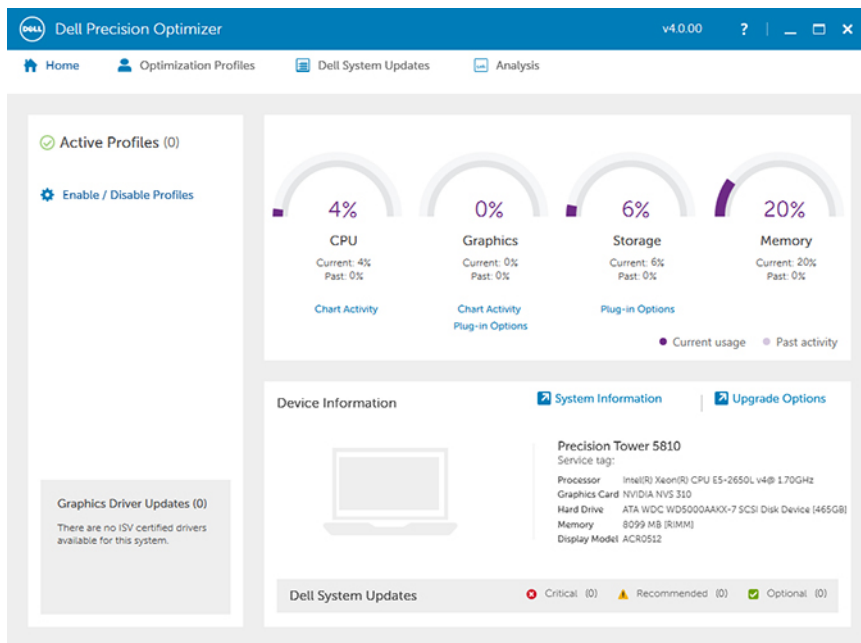 DELL Dell Precision Optimizer v4.0.00 ?
Home Optimization Profiles Dell System Updates Analysis
Active Profiles (0)
Enable / Disable Profiles
4% 0% 6% 20%
CPU Graphics Storage Memory
Current: 4% Current: 0% Current: 6% Current: 20%
Past: 0% Past: 0% Past: 0% Past: 0%
Chart Activity Chart Activity Plug-in Options
Plug-in Options
Current usage Past activity
Device Information System Information | Upgrade Options
Precision Tower 5810
Service tag:
Processor Intel(R) Xeon(R) CPU E5-2650L v4@ 1.70GHz
Graphics Card NVIDIA NVS 310
Hard Drive ATA WDC WD5000AAKX-7 SCSI Disk Device [465GB]
Memory 8099 MB [RIMM]
Display Model ACR0512
Graphics Driver Updates (0)
There are no ISV certified drivers
available for this system.
Dell System Updates Critical (0) Recommended (0) Optional (0)